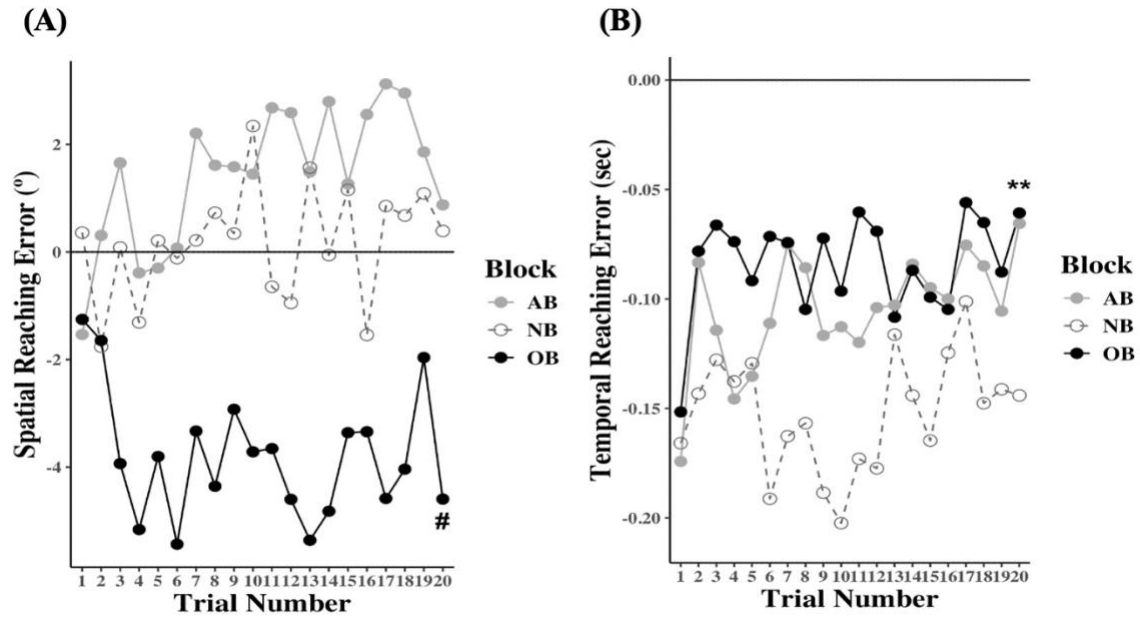 (A)
Spatial Reaching Error (º)
2
0
-2
-4
1 2 3 4 5 6 7 8 9 10 11 12 13 14 15 16 17 18 19 20
Trial Number
#
Block
AB
NB
OB
(B)
Temporal Reaching Error (sec)
0.00
-0.05
-0.10
-0.15
-0.20
1 2 3 4 5 6 7 8 9 10 11 12 13 14 15 16 17 18 19 20
Trial Number
**
Block
AB
NB
OB